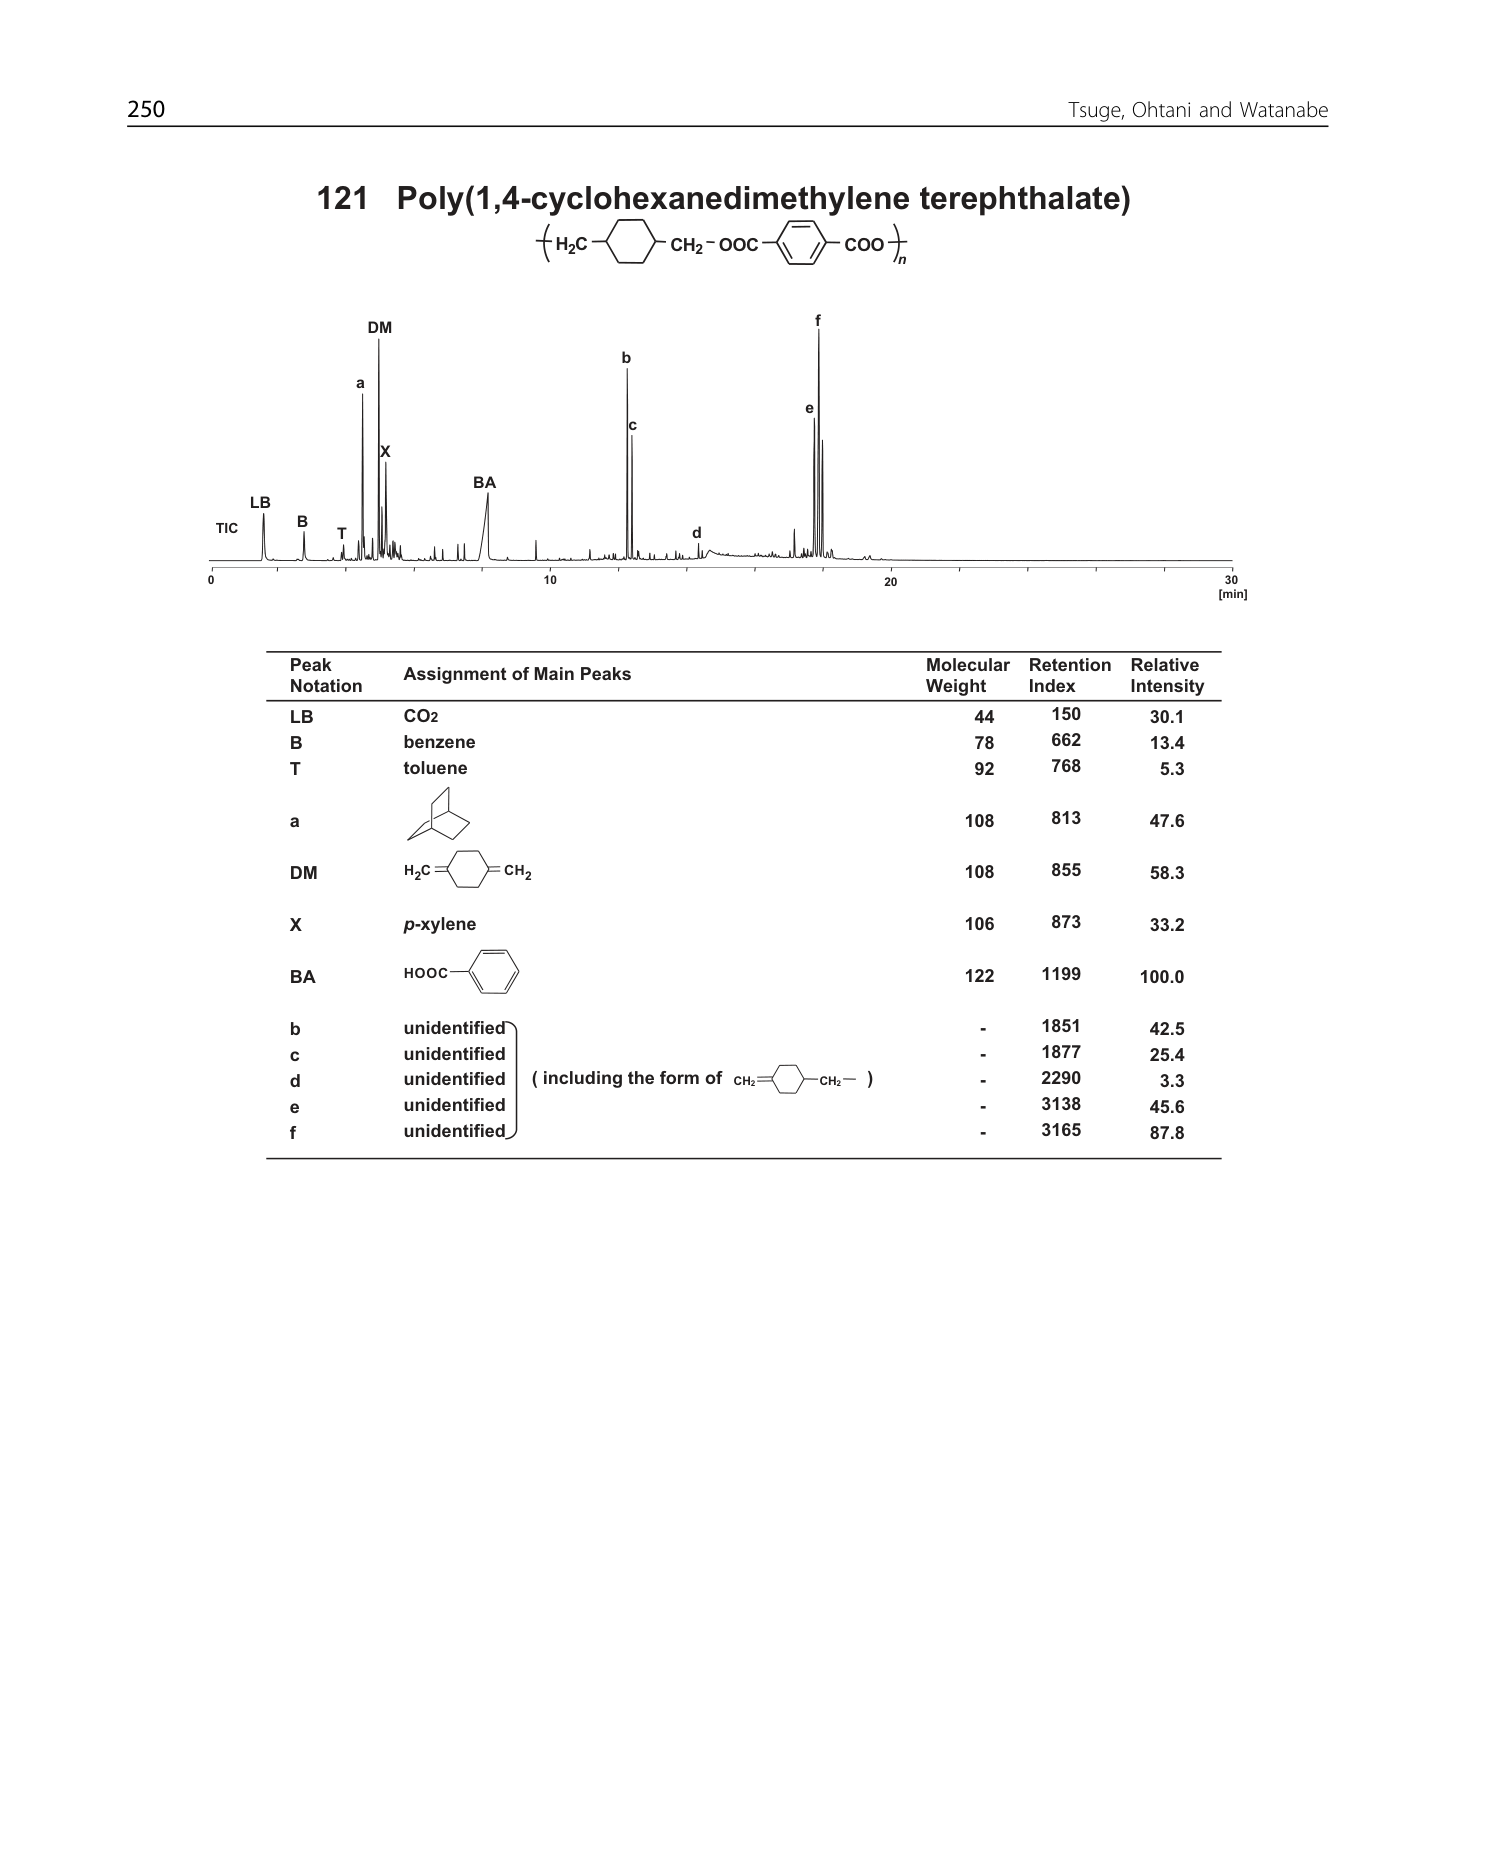 250 Tsuge, Ohtani and Watanabe
121 Poly(1,4-cyclohexanedimethylene terephthalate)
( H₂C CH₂ OOC COO )n
f
DM
b
a
e
c
X
BA
LB
B
T
d
TIC
0 10 20 30
[min]
Peak Notation Assignment of Main Peaks Molecular Weight Retention Index Relative Intensity
LB CO₂ 44 150 30.1
B benzene 78 662 13.4
T toluene 92 768 5.3
a 108 813 47.6
DM H₂C CH₂ 108 855 58.3
X p-xylene 106 873 33.2
BA HOOC 122 1199 100.0
b unidentified - 1851 42.5
c unidentified - 1877 25.4
d unidentified ( including the form of CH₂ CH₂ ) - 2290 3.3
e unidentified - 3138 45.6
f unidentified - 3165 87.8